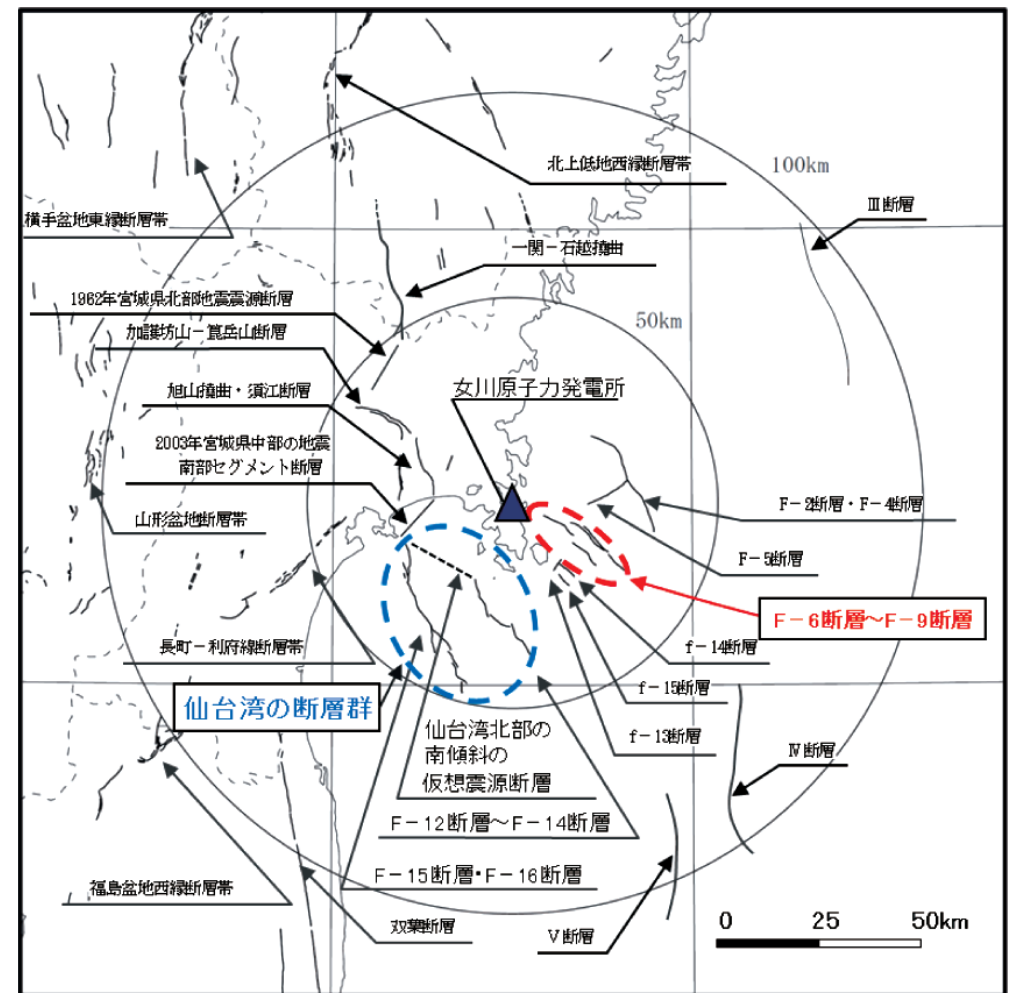 北上低地西縁断層帯
100km
Ⅲ断層
横手盆地東縁断層帯
一関－石越撓曲
1962年宮城県北部地震震源断層
50km
加護坊山－箟岳山断層
女川原子力発電所
旭山撓曲・須江断層
2003年宮城県中部の地震
南部セグメント断層
F－2断層・F－4断層
山形盆地断層帯
F－5断層
F－6断層～F－9断層
長町－利府線断層帯
f－14断層
f－15断層
仙台湾の断層群
f－13断層
仙台湾北部の
南傾斜の
仮想震源断層
Ⅳ断層
F－12断層～F－14断層
F－15断層・F－16断層
福島盆地西縁断層帯
双葉断層
Ⅴ断層
0 25 50km